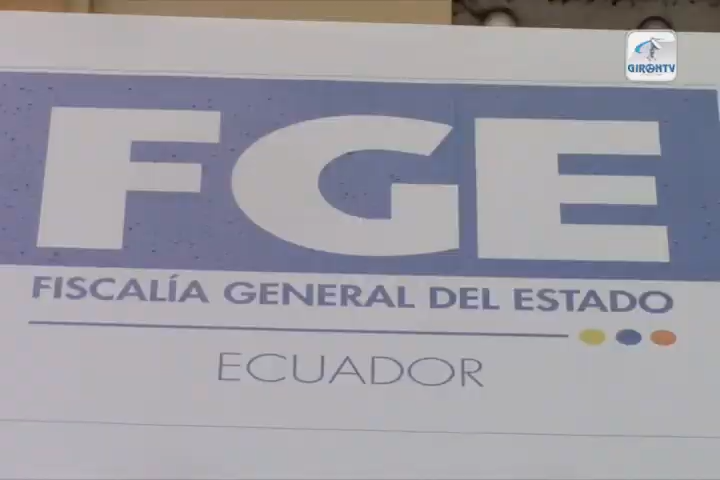 GIRONTV
FGE
FISCALÍA GENERAL DEL ESTADO
ECUADOR